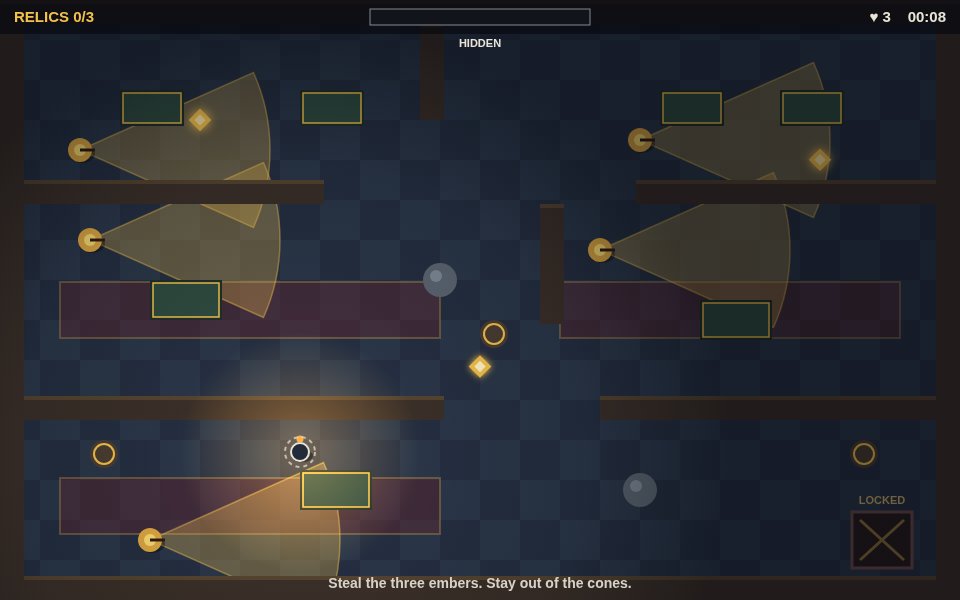 RELICS 0/3
♥ 3 00:08
HIDDEN
LOCKED
Steal the three embers. Stay out of the cones.